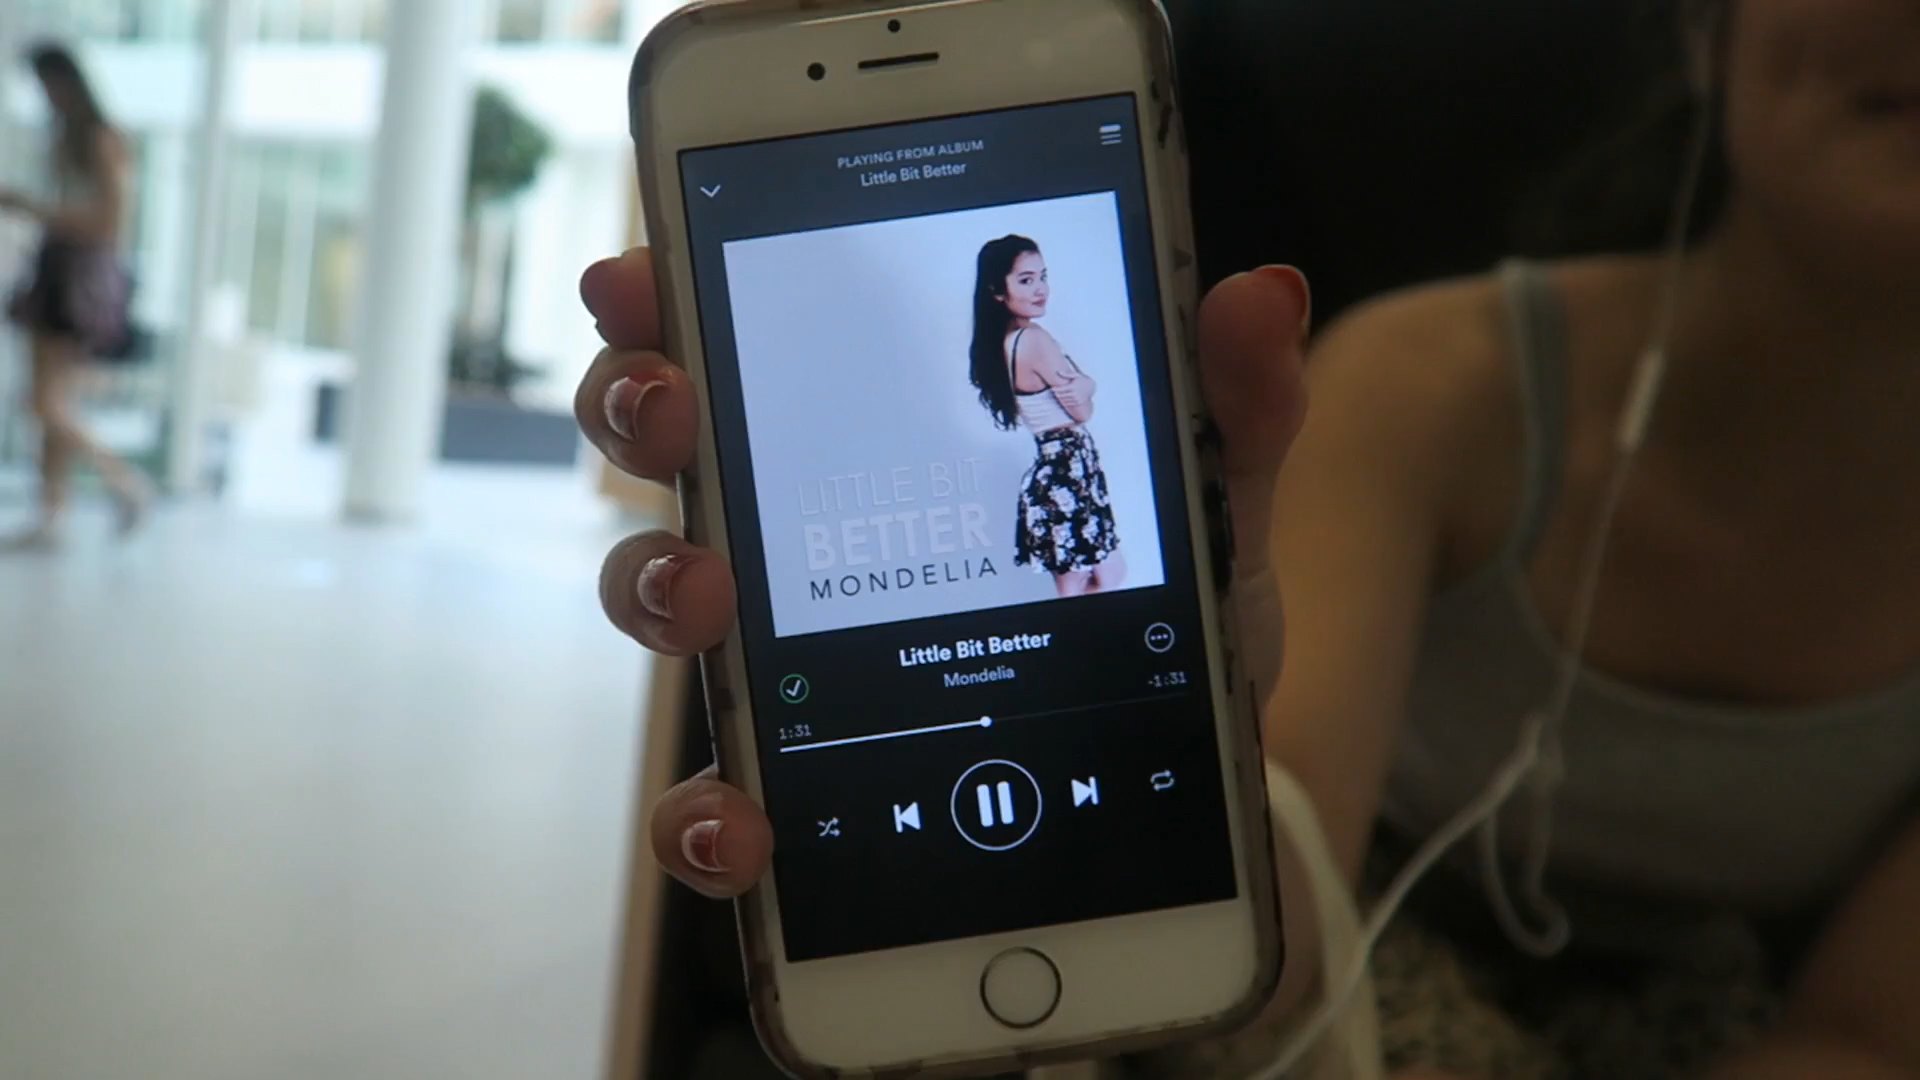 PLAYING FROM ALBUM
Little Bit Better
LITTLE BIT
BETTER
MONDELIA
Little Bit Better
Mondelia
1:31
-1:31